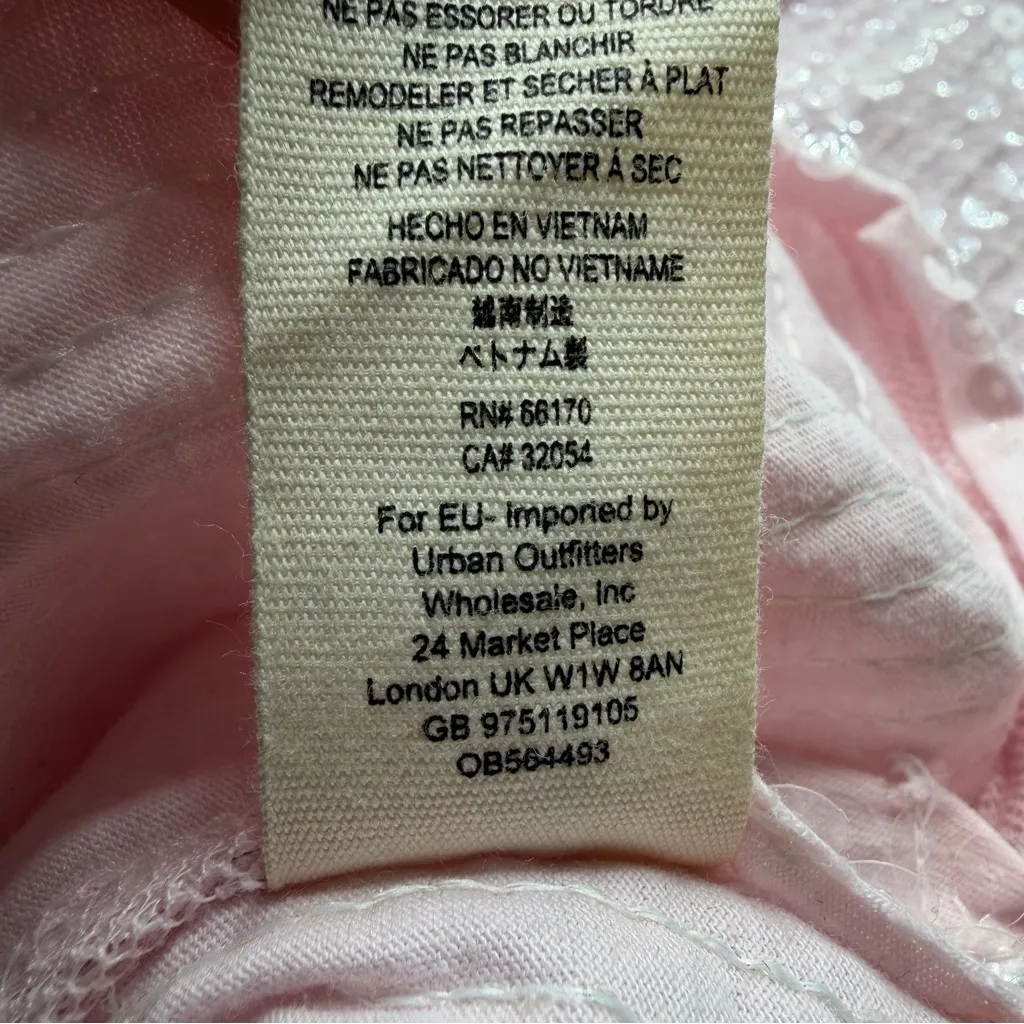 NE PAS ESSORER OU TORDRE
NE PAS BLANCHIR
REMODELER ET SÉCHER À PLAT
NE PAS REPASSER
NE PAS NETTOYER À SEC
HECHO EN VIETNAM
FABRICADO NO VIETNAME
越南制造
ベトナム製
RN# 66170
CA# 32054
For EU- Imported by
Urban Outfitters
Wholesale, Inc
24 Market Place
London UK W1W 8AN
GB 975119105
OB564493